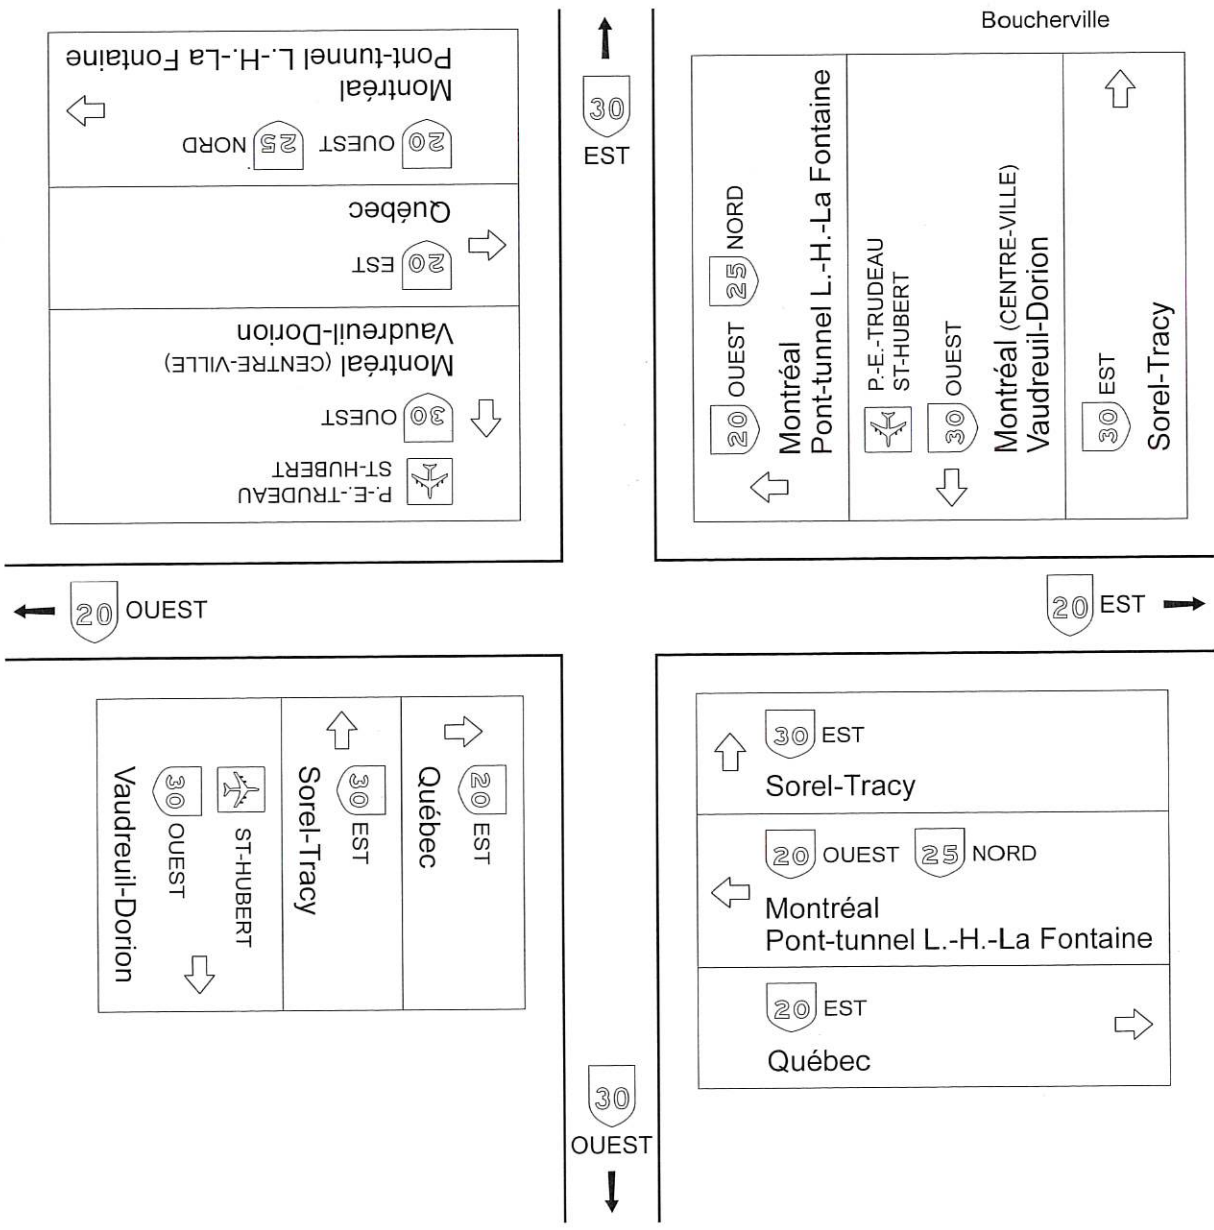 Boucherville
P.-E.-TRUDEAU
ST-HUBERT
30 OUEST
Montréal (CENTRE-VILLE)
Vaudreuil-Dorion
20 EST
Québec
20 OUEST 25 NORD
Montréal
Pont-tunnel L.-H.-La Fontaine
30
EST
20 OUEST 25 NORD
Montréal
Pont-tunnel L.-H.-La Fontaine
P.-E.-TRUDEAU
ST-HUBERT
30 OUEST
Montréal (CENTRE-VILLE)
Vaudreuil-Dorion
30 EST
Sorel-Tracy
20 OUEST
20 EST
20 EST
Québec
30 EST
Sorel-Tracy
ST-HUBERT
30 OUEST
Vaudreuil-Dorion
30 EST
Sorel-Tracy
20 OUEST 25 NORD
Montréal
Pont-tunnel L.-H.-La Fontaine
20 EST
Québec
30
OUEST